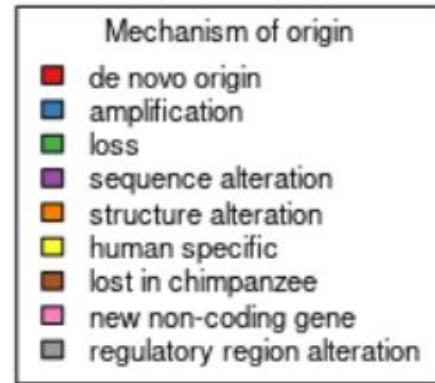 Mechanism of origin
de novo origin
amplification
loss
sequence alteration
structure alteration
human specific
lost in chimpanzee
new non-coding gene
regulatory region alteration